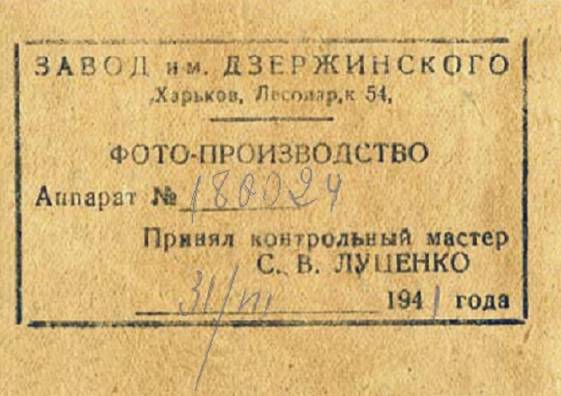 ЗАВОД им. ДЗЕРЖИНСКОГО
Харьков, Лесопарк 54,
ФОТО-ПРОИЗВОДСТВО
Аппарат № 180024
Принял контрольный мастер
С. В. ЛУЦЕНКО
31/III 1941 года